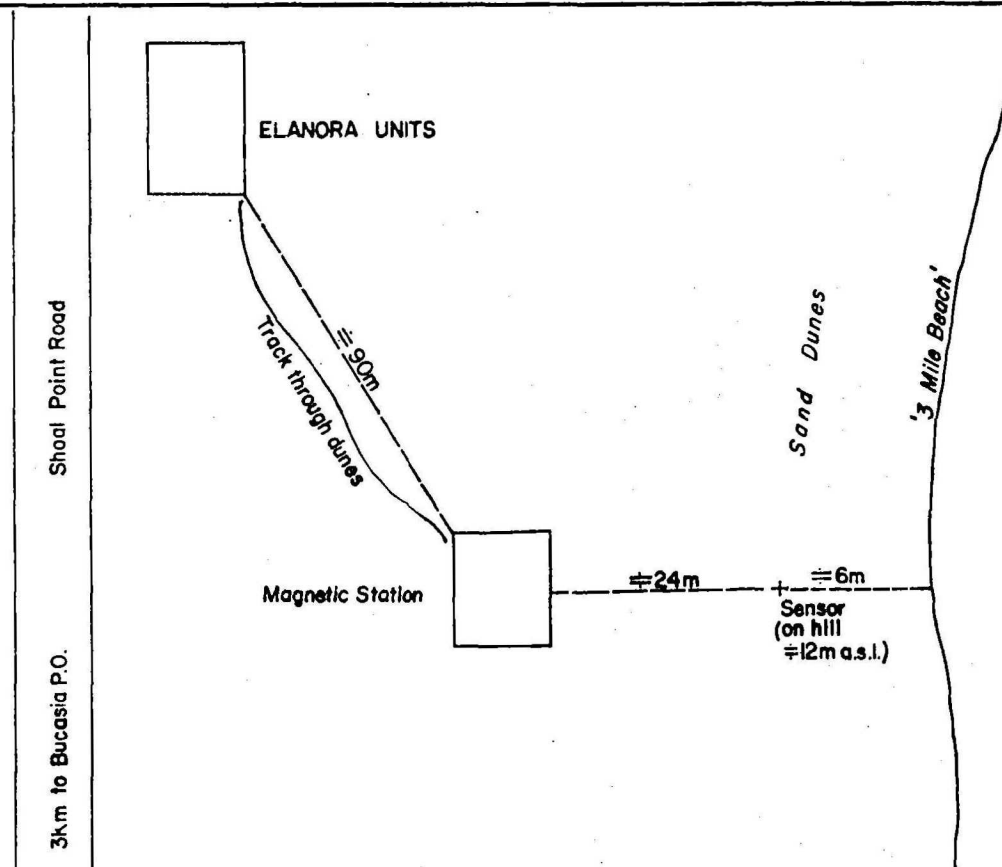 ELANORA UNITS
Shoal Point Road
≑90m
Track through dunes
Sand Dunes
'3 Mile Beach'
Magnetic Station
≑24m
≑6m
Sensor
(on hill
≑12m a.s.l.)
3km to Bucasia P.O.